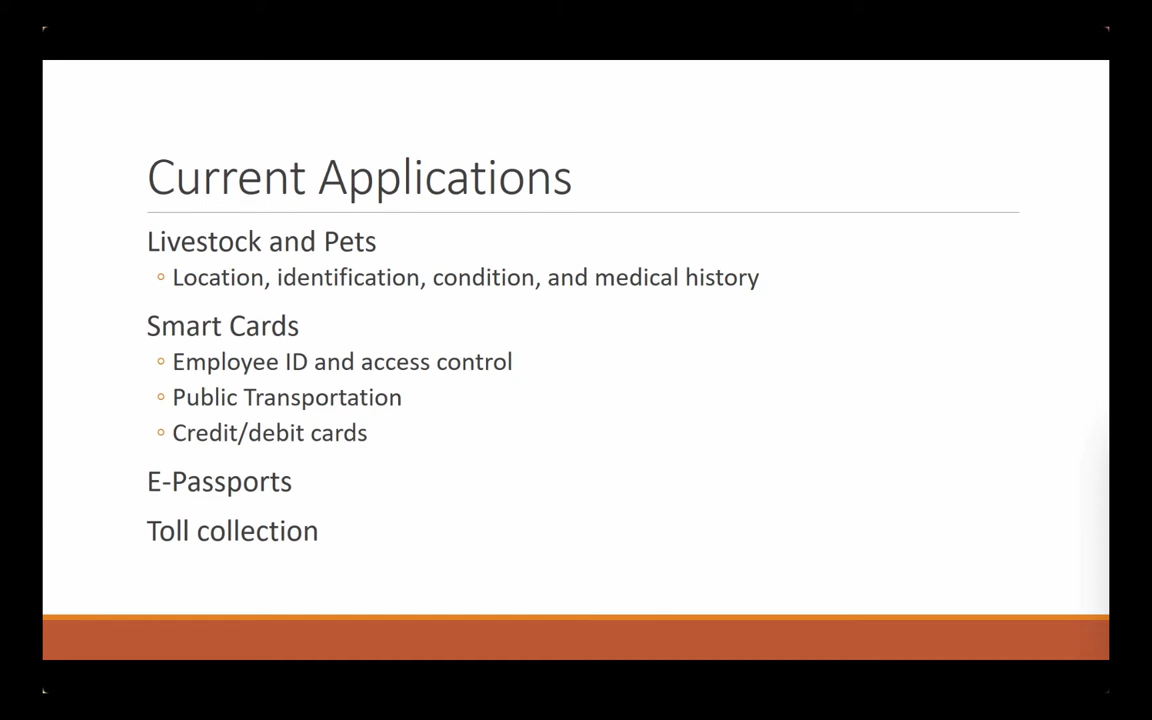 Current Applications
Livestock and Pets
◦ Location, identification, condition, and medical history
Smart Cards
◦ Employee ID and access control
◦ Public Transportation
◦ Credit/debit cards
E-Passports
Toll collection